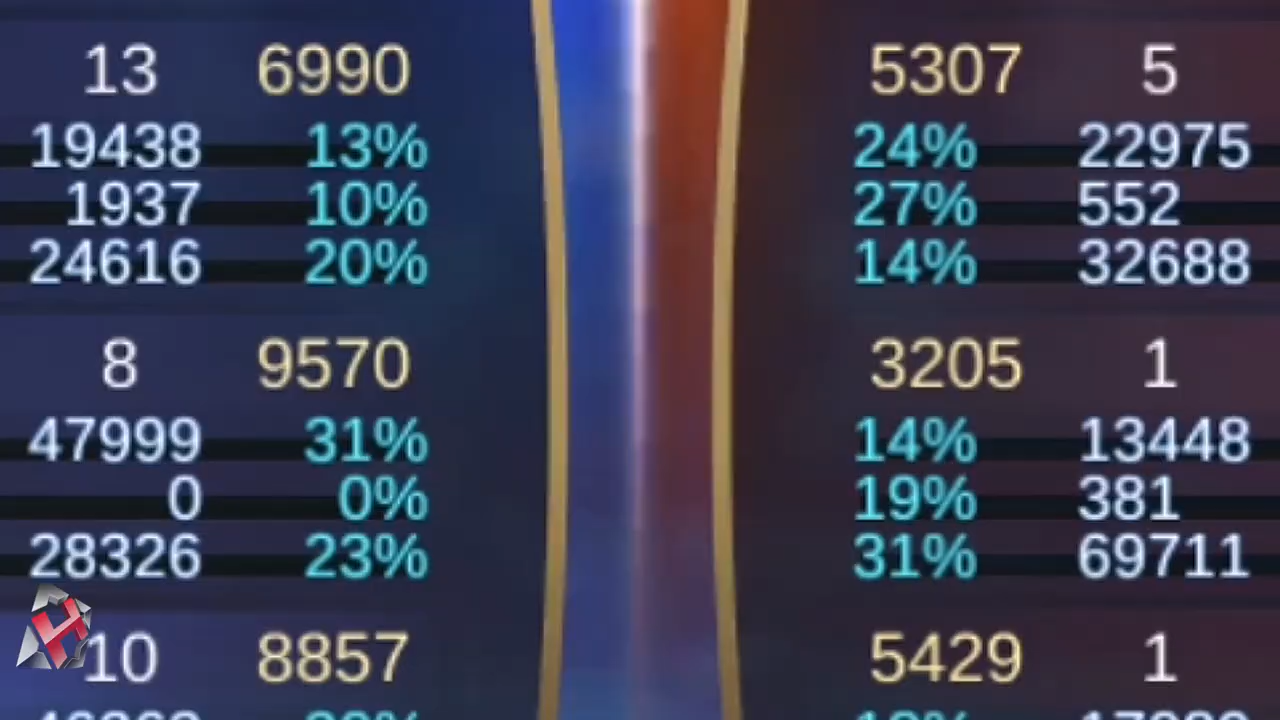 13 6990 5307 5
19438 13% 24% 22975
1937 10% 27% 552
24616 20% 14% 32688
8 9570 3205 1
47999 31% 14% 13448
0 0% 19% 381
28326 23% 31% 69711
10 8857 5429 1